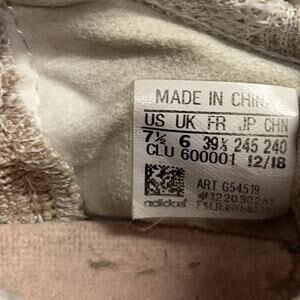 MADE IN CHINA
US UK FR JP CHN
7½ 6 39⅓ 245 240
CLU 600001 12/18
ART G54519
adidas